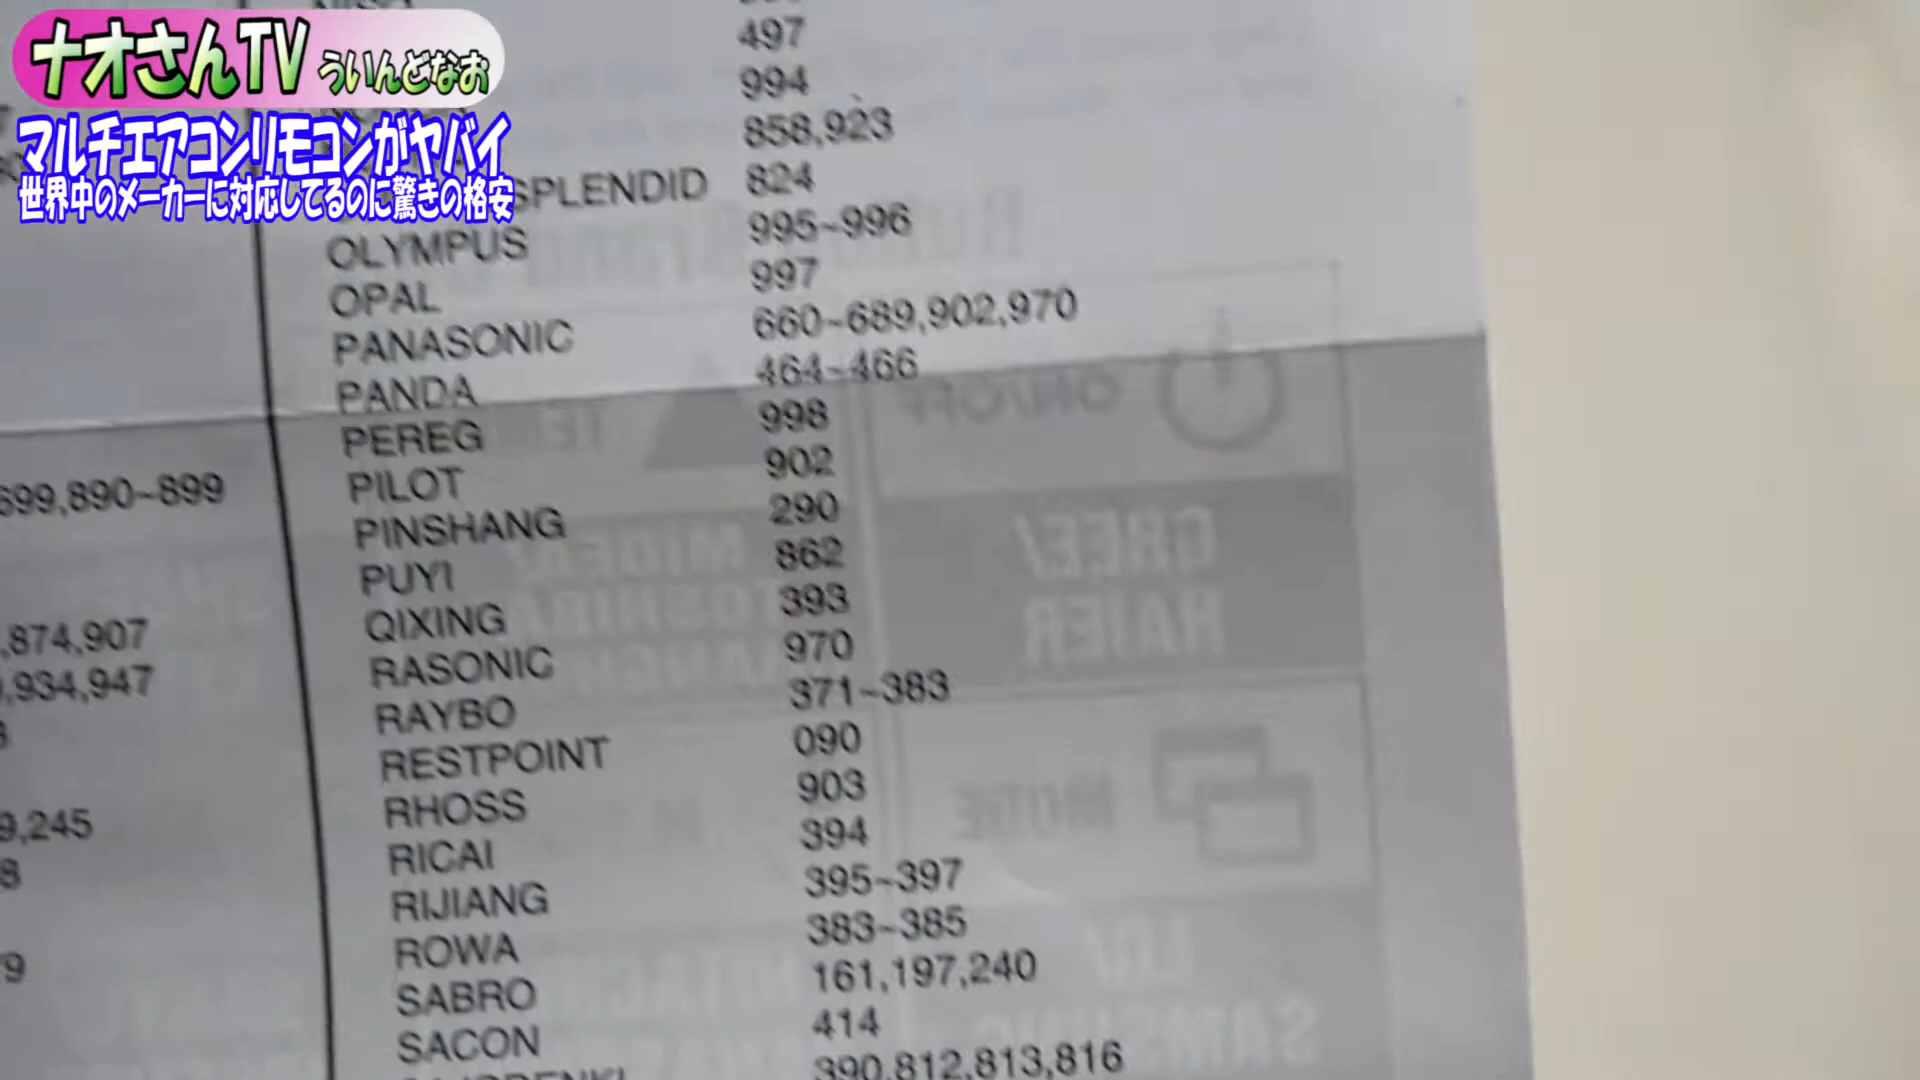 ナオさんTV ういんどなお
マルチエアコンリモコンがヤバイ
世界中のメーカーに対応してるのに驚きの格安
699,890~899
,874,907
,934,947
9,245
8
9
497
994
858,923
SPLENDID 824
OLYMPUS 995~996
OPAL 997
PANASONIC 660~689,902,970
PANDA 464~466
PEREG 998
PILOT 902
PINSHANG 290
PUYI 862
QIXING 393
RASONIC 970
RAYBO 371~383
RESTPOINT 090
RHOSS 903
RICAI 394
RIJIANG 395~397
ROWA 383~385
SABRO 161,197,240
SACON 414
390,812,813,816